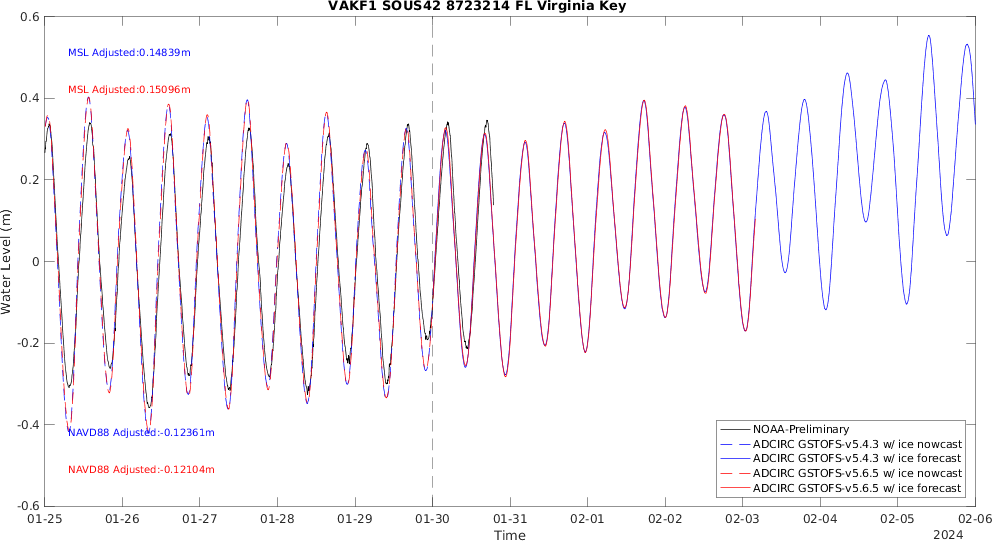 VAKF1 SOUS42 8723214 FL Virginia Key
MSL Adjusted:0.14839m
MSL Adjusted:0.15096m
NAVD88 Adjusted:-0.12361m
NAVD88 Adjusted:-0.12104m
Water Level (m)
0.6
0.4
0.2
0
-0.2
-0.4
-0.6
NOAA-Preliminary
ADCIRC GSTOFS-v5.4.3 w/ ice nowcast
ADCIRC GSTOFS-v5.4.3 w/ ice forecast
ADCIRC GSTOFS-v5.6.5 w/ ice nowcast
ADCIRC GSTOFS-v5.6.5 w/ ice forecast
01-25 01-26 01-27 01-28 01-29 01-30 01-31 02-01 02-02 02-03 02-04 02-05 02-06
Time
2024